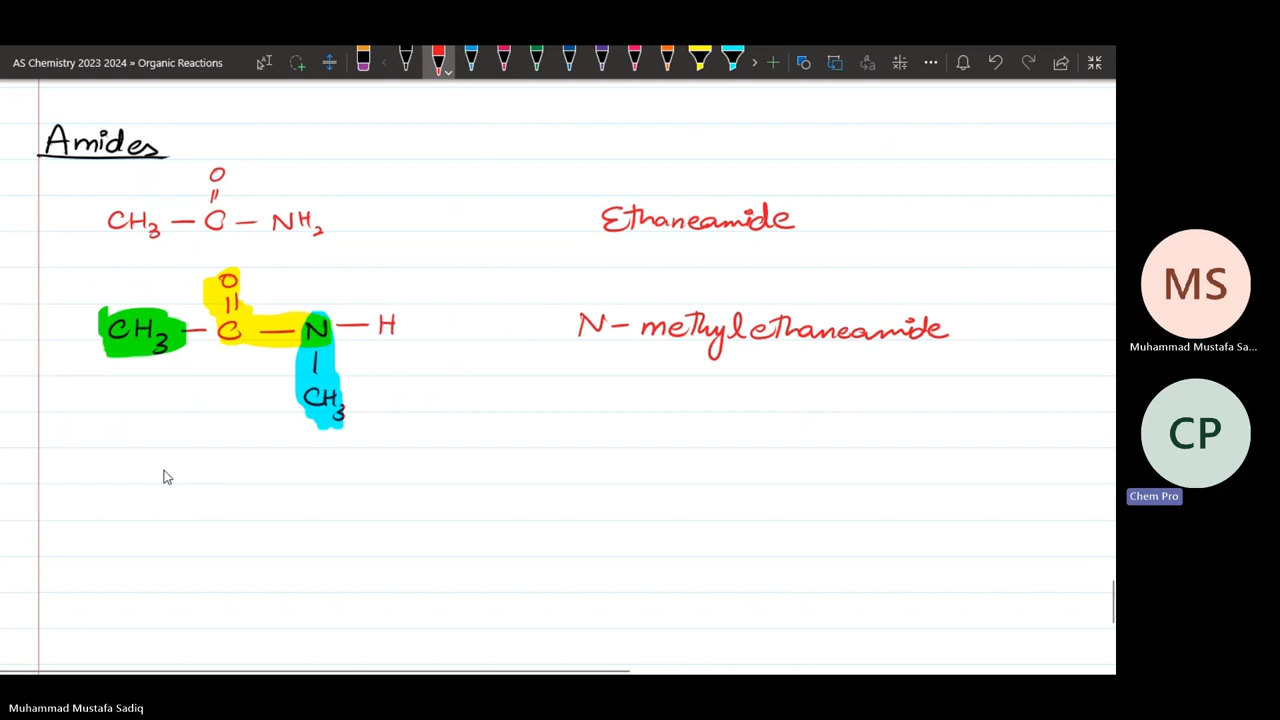 AS Chemistry 2023 2024 » Organic Reactions
Amides
O
CH3 — C — NH2
Ethaneamide
O
CH3 — C — N — H
N-methylethaneamide
CH3
MS
Muhammad Mustafa Sa...
CP
Chem Pro
Muhammad Mustafa Sadiq